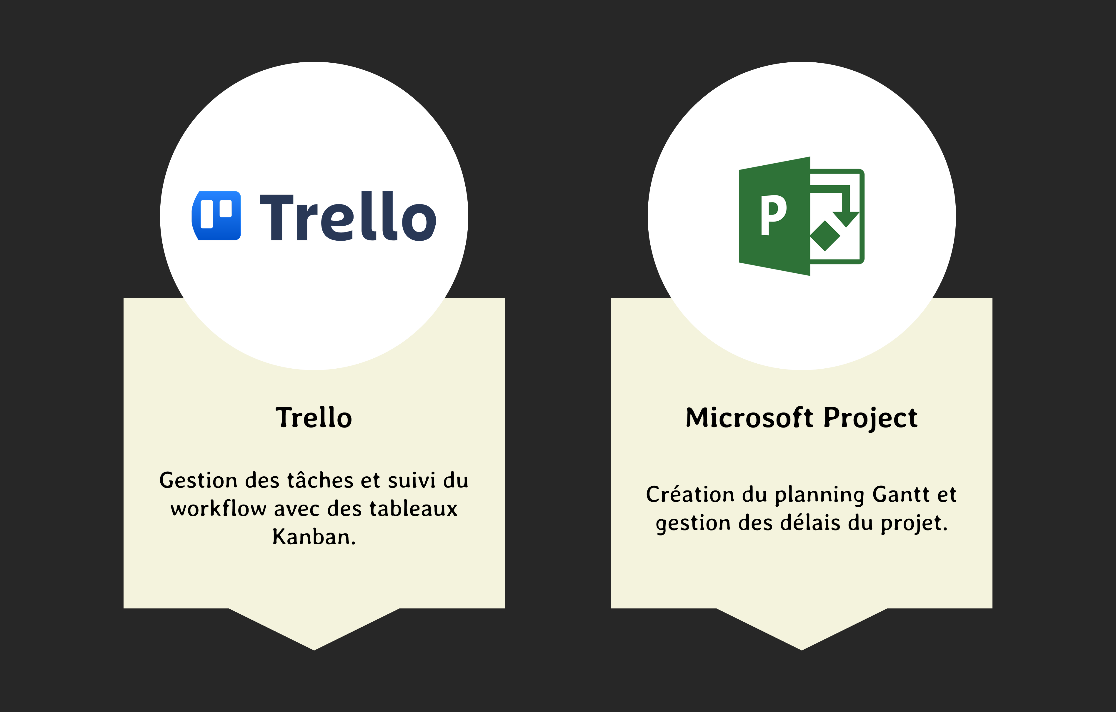 Trello
P
Trello
Gestion des tâches et suivi du
workflow avec des tableaux
Kanban.
Microsoft Project
Création du planning Gantt et
gestion des délais du projet.